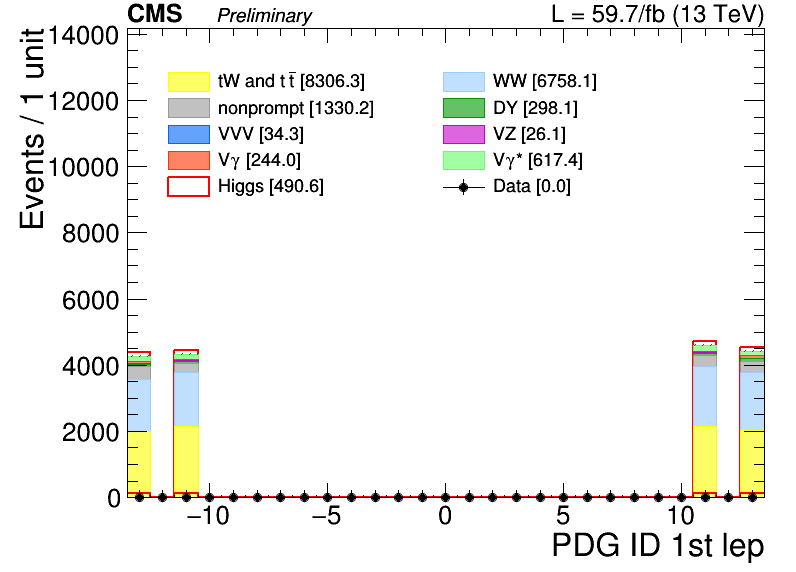 CMS Preliminary L = 59.7/fb (13 TeV)
Events / 1 unit
14000
12000
10000
8000
6000
4000
2000
0
tW and t t̅ [8306.3] WW [6758.1]
nonprompt [1330.2] DY [298.1]
VVV [34.3] VZ [26.1]
Vγ [244.0] Vγ* [617.4]
Higgs [490.6] Data [0.0]
−10 −5 0 5 10
PDG ID 1st lep